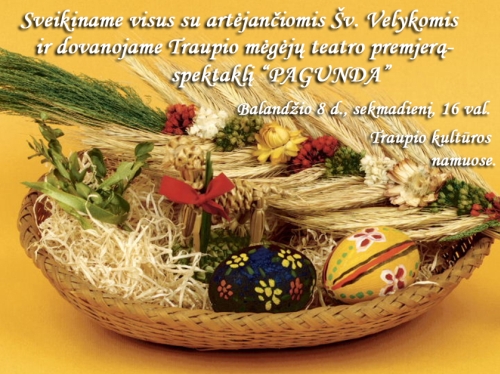 Sveikiname visus su artėjančiomis Šv. Velykomis
ir dovanojame Traupio mėgėjų teatro premjerą-
spektaklį “PAGUNDA”
Balandžio 8 d., sekmadienį, 16 val.
Traupio kultūros
namuose.